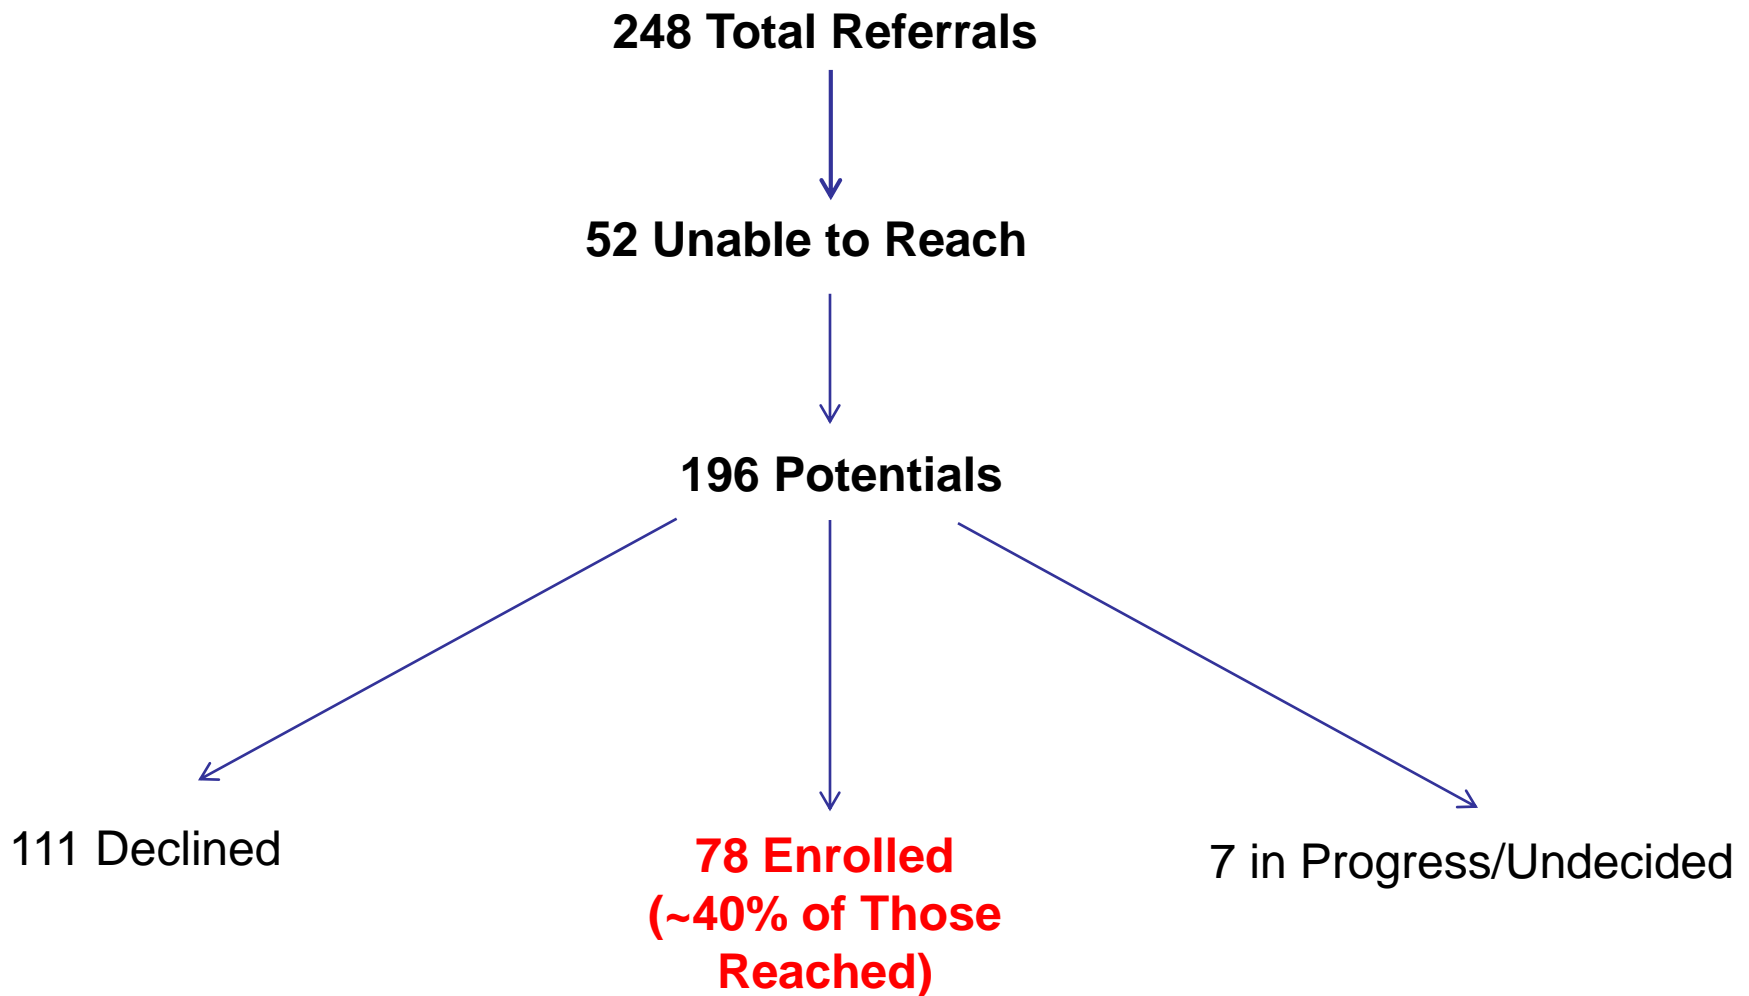 248 Total Referrals
52 Unable to Reach
196 Potentials
111 Declined
78 Enrolled
(~40% of Those
Reached)
7 in Progress/Undecided